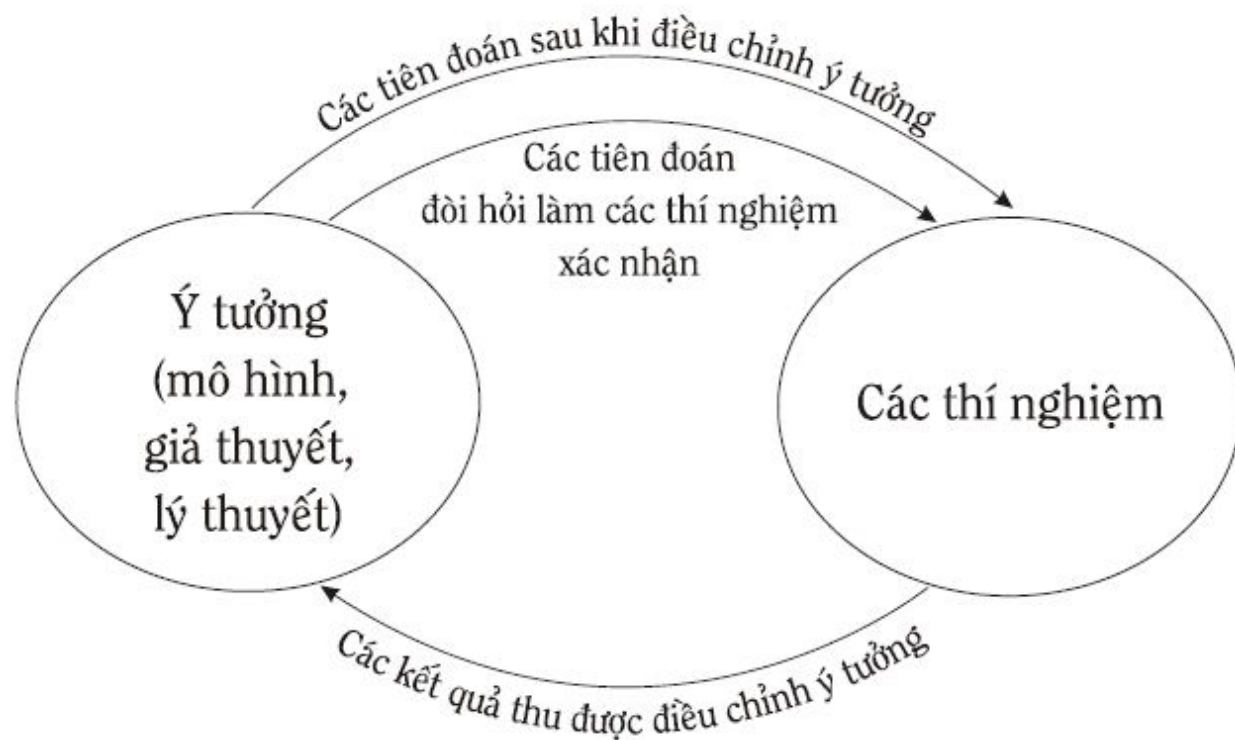 Các tiên đoán sau khi điều chỉnh ý tưởng
Các tiên đoán
đòi hỏi làm các thí nghiệm
xác nhận
Ý tưởng
(mô hình,
giả thuyết,
lý thuyết)
Các thí nghiệm
Các kết quả thu được điều chỉnh ý tưởng